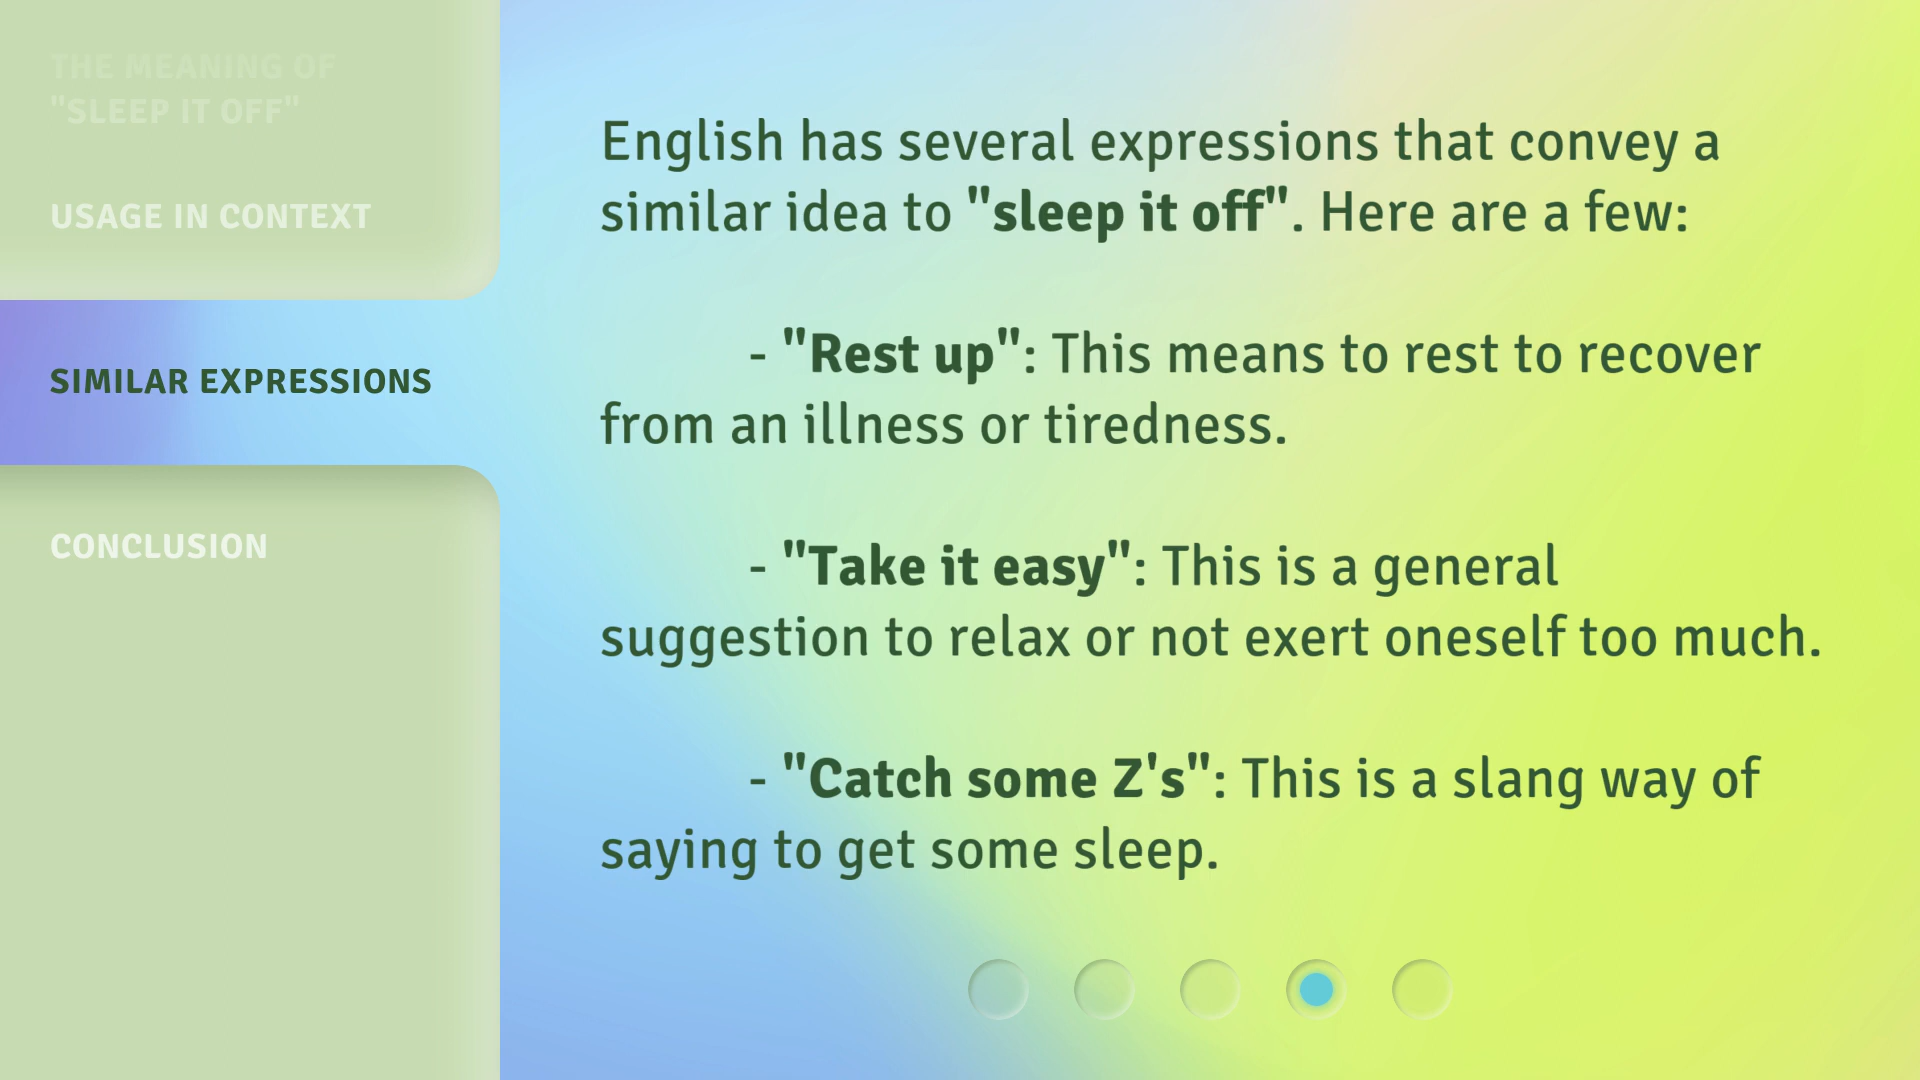 THE MEANING OF
"SLEEP IT OFF"
USAGE IN CONTEXT
SIMILAR EXPRESSIONS
CONCLUSION
English has several expressions that convey a
similar idea to "sleep it off". Here are a few:
- "Rest up": This means to rest to recover
from an illness or tiredness.
- "Take it easy": This is a general
suggestion to relax or not exert oneself too much.
- "Catch some Z's": This is a slang way of
saying to get some sleep.